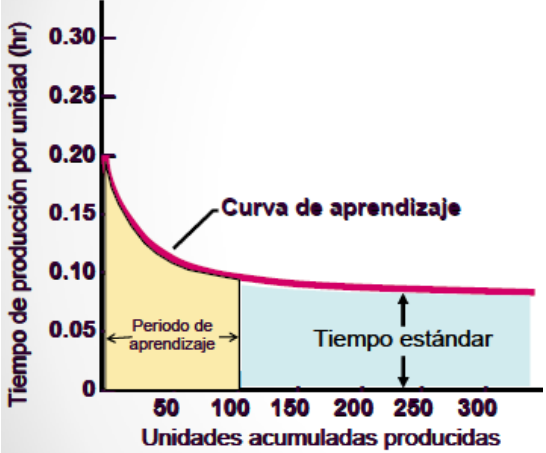 Tiempo de producción por unidad (hr)
0.30
0.25
0.20
0.15
0.10
0.05
0
Curva de aprendizaje
Periodo de
aprendizaje
Tiempo estándar
50 100 150 200 250 300
Unidades acumuladas producidas